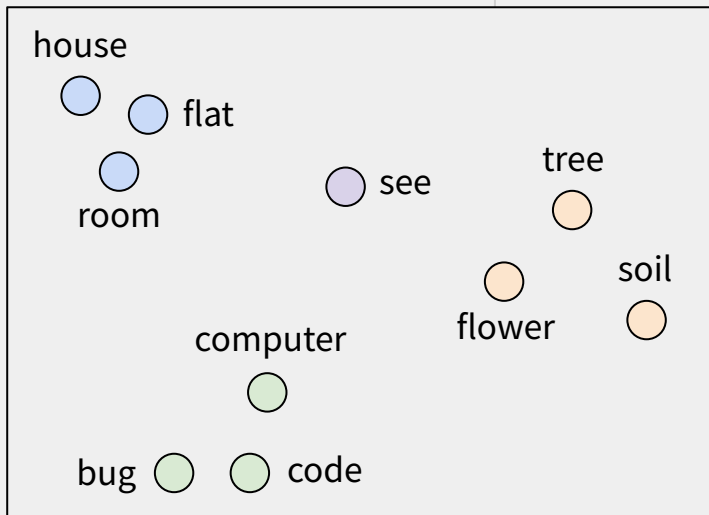 house
flat
room
see
tree
soil
flower
computer
bug
code